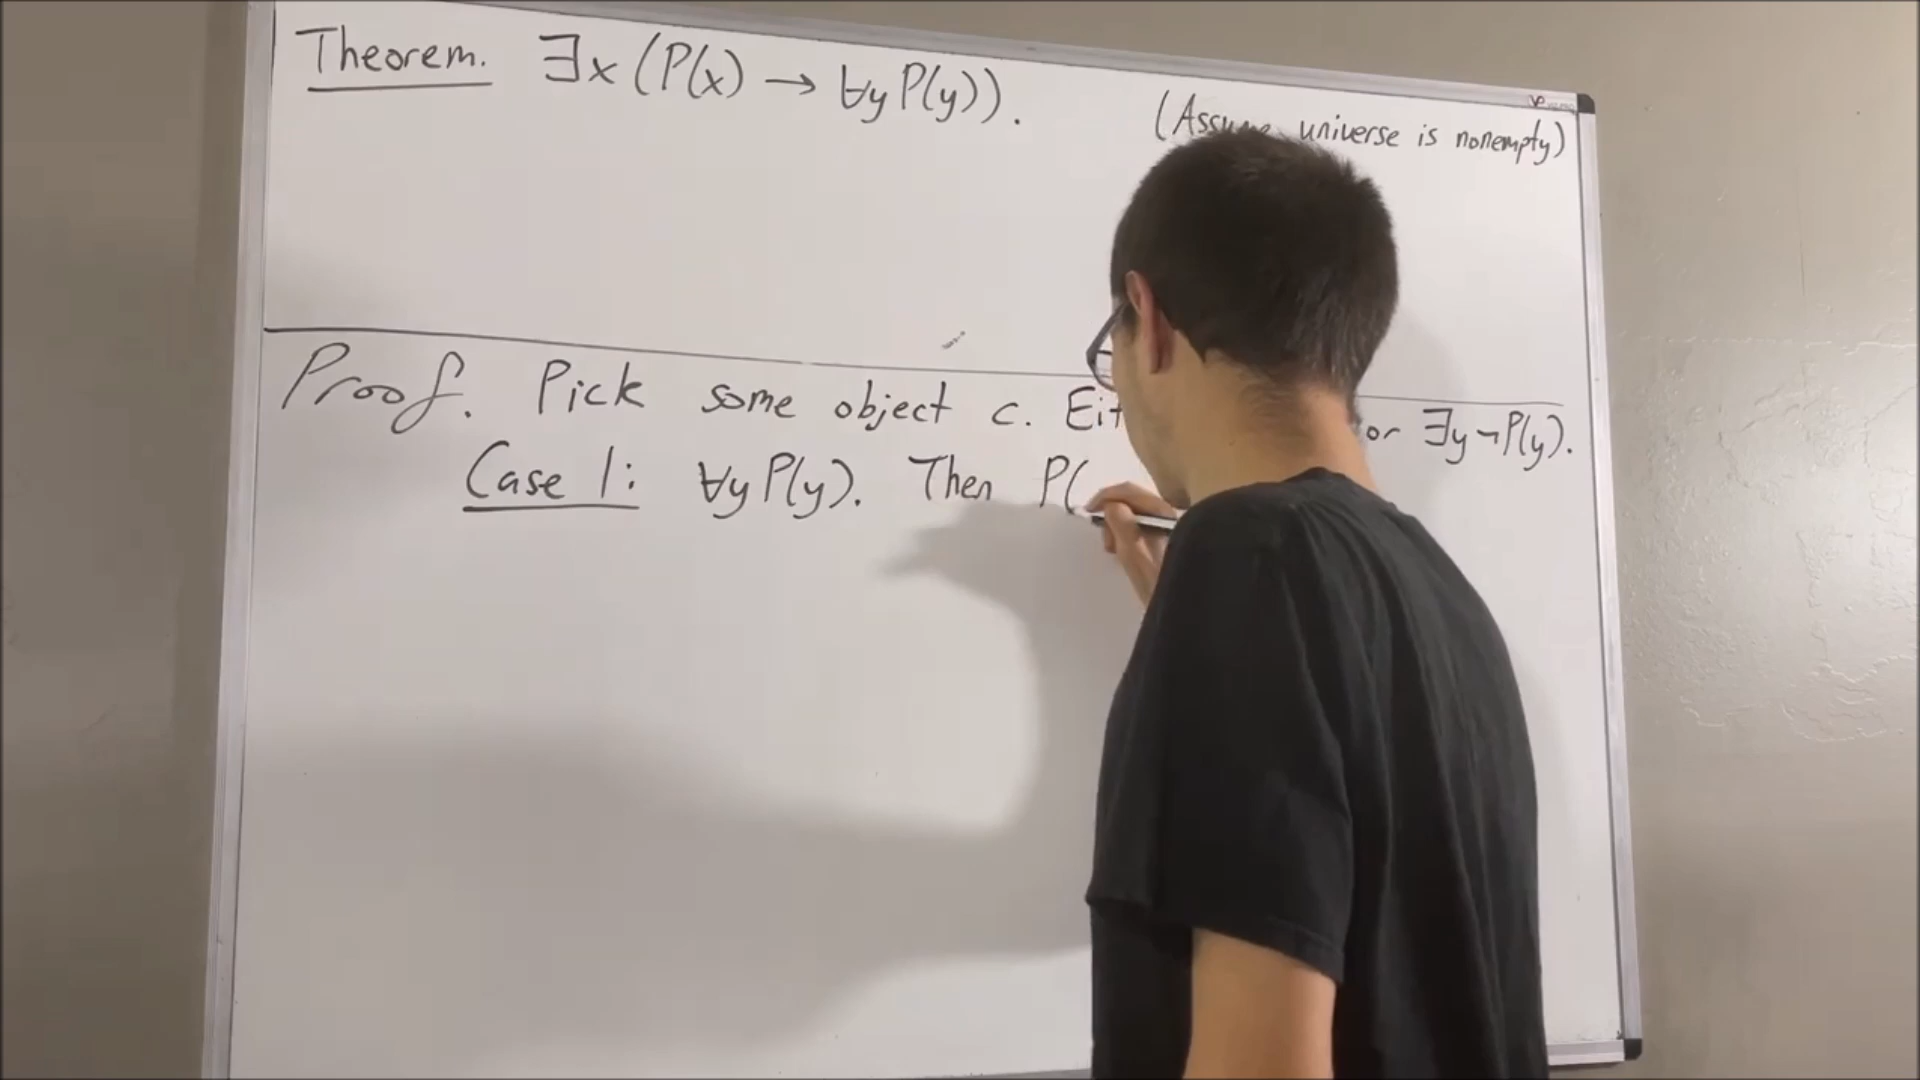 Theorem. ∃x (P(x) → ∀y P(y)).
(Assume universe is nonempty)
Proof. Pick some object c. Eit or ∃y¬P(y).
Case 1: ∀y P(y). Then P(